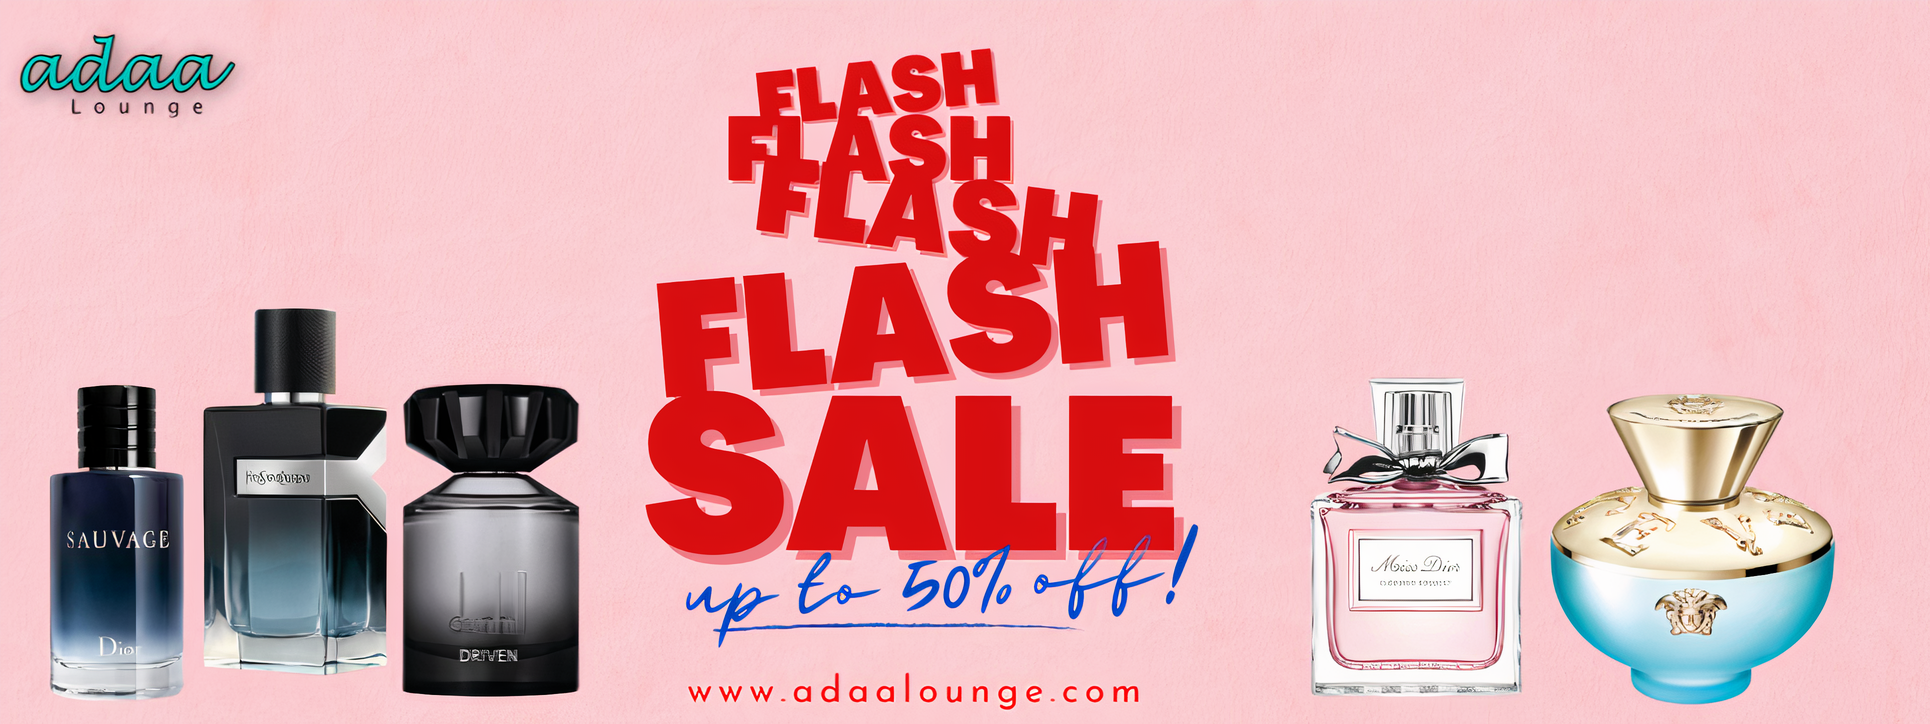 adaa
Lounge
FLASH
FLASH
FLASH
FLASH
SALE
up to 50% off!
www.adaalounge.com
SAUVAGE
Dior
DRIVEN
Miss Dior